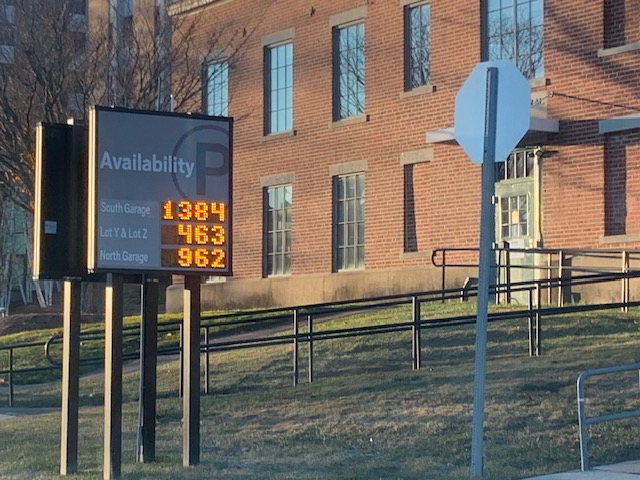 Availability P
South Garage 1384
Lot Y & Lot Z 463
North Garage 962